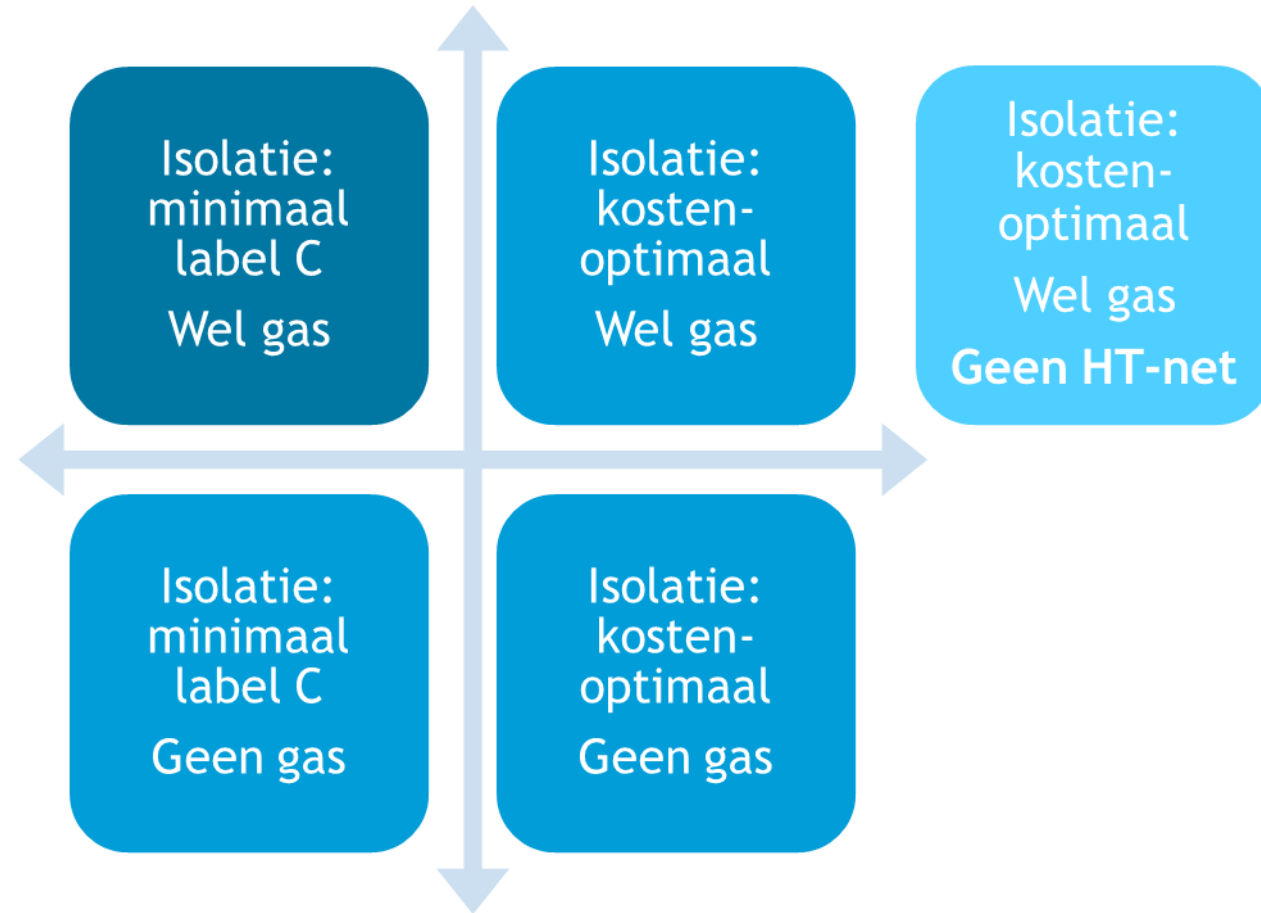 Isolatie:
minimaal
label C
Wel gas
Isolatie:
kosten-
optimaal
Wel gas
Isolatie:
kosten-
optimaal
Wel gas
Geen HT-net
Isolatie:
minimaal
label C
Geen gas
Isolatie:
kosten-
optimaal
Geen gas